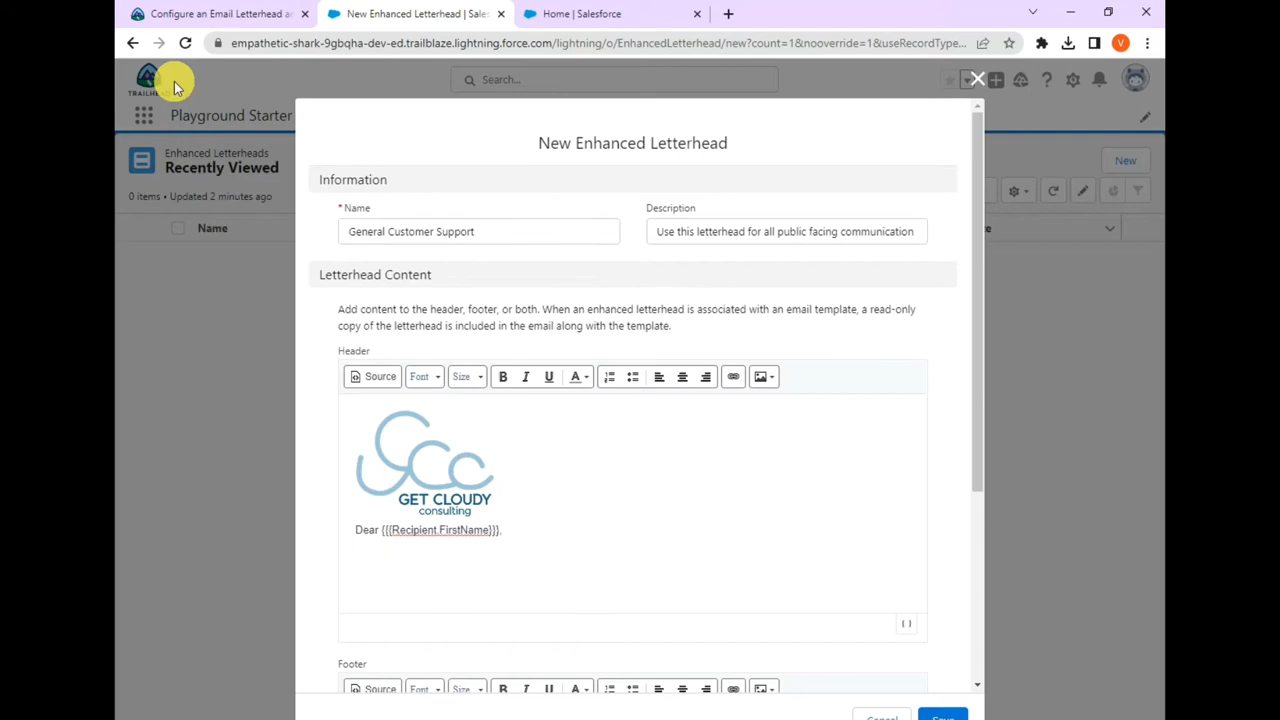 Configure an Email Letterhead a
New Enhanced Letterhead | Sales
Home | Salesforce
empathetic-shark-9gbqha-dev-ed.trailblaze.lightning.force.com/lightning/o/EnhancedLetterhead/new?count=1&nooverride=1&useRecordType...
V
Search...
Playground Starter
Enhanced Letterheads
Recently Viewed
New
0 items • Updated 2 minutes ago
Name
New Enhanced Letterhead
Information
* Name
Description
General Customer Support
Use this letterhead for all public facing communication
Letterhead Content
Add content to the header, footer, or both. When an enhanced letterhead is associated with an email template, a read-only
copy of the letterhead is included in the email along with the template.
Header
Source Font Size B I U A
GET CLOUDY
consulting
Dear {{{Recipient.FirstName}}},
{ }
Footer
Source Font Size B I U A
Cancel
Save